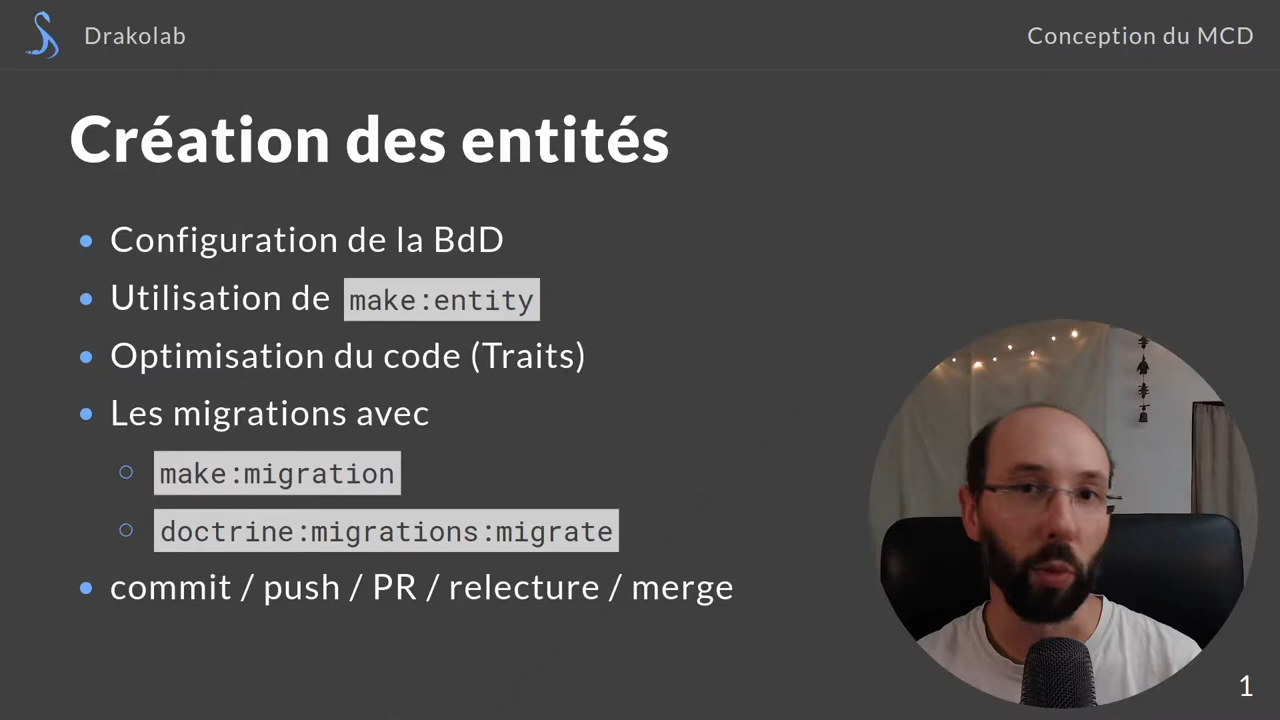 Drakolab
Conception du MCD
Création des entités
Configuration de la BdD
Utilisation de make:entity
Optimisation du code (Traits)
Les migrations avec
make:migration
doctrine:migrations:migrate
commit / push / PR / relecture / merge
1